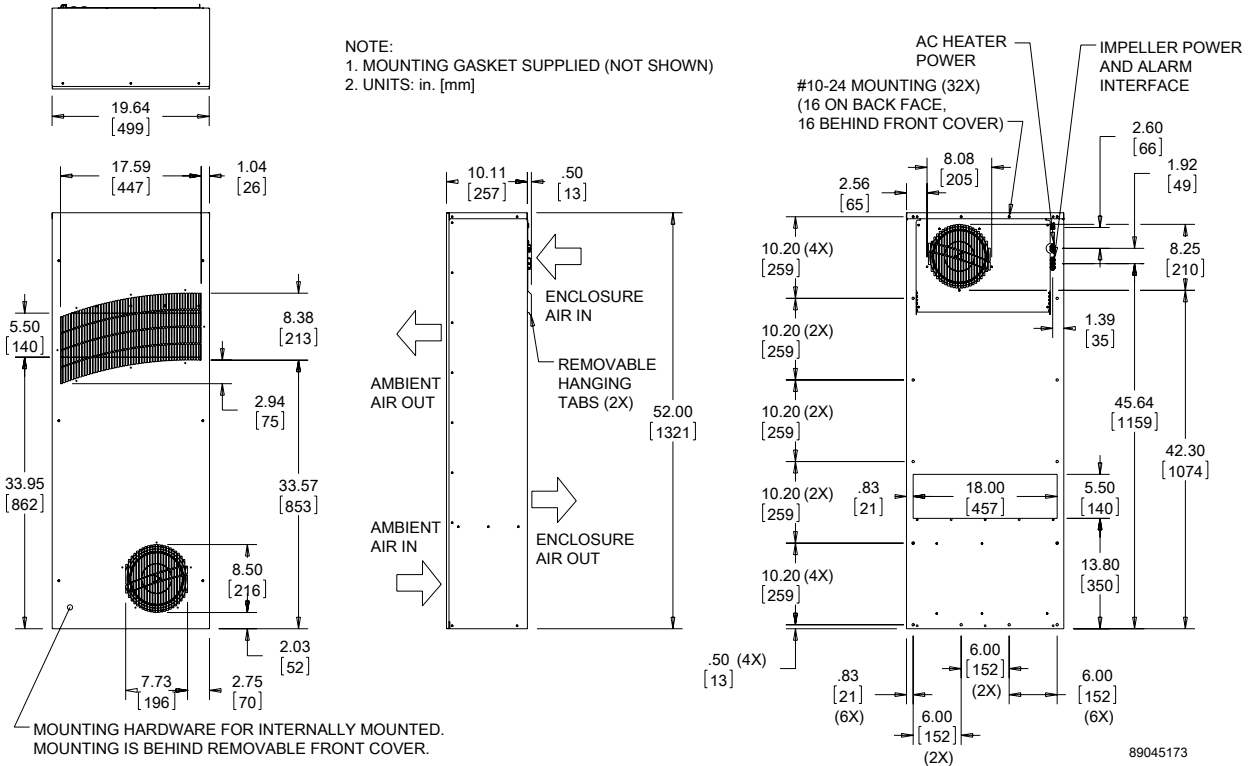 NOTE:
1. MOUNTING GASKET SUPPLIED (NOT SHOWN)
2. UNITS: in. [mm]
19.64
[499]
17.59
[447]
1.04
[26]
5.50
[140]
8.38
[213]
2.94
[75]
33.95
[862]
33.57
[853]
8.50
[216]
2.03
[52]
7.73
[196]
2.75
[70]
MOUNTING HARDWARE FOR INTERNALLY MOUNTED.
MOUNTING IS BEHIND REMOVABLE FRONT COVER.
10.11
[257]
.50
[13]
ENCLOSURE
AIR IN
AMBIENT
AIR OUT
REMOVABLE
HANGING
TABS (2X)
52.00
[1321]
AMBIENT
AIR IN
ENCLOSURE
AIR OUT
AC HEATER
POWER
IMPELLER POWER
AND ALARM
INTERFACE
#10-24 MOUNTING (32X)
(16 ON BACK FACE,
16 BEHIND FRONT COVER)
2.60
[66]
8.08
[205]
1.92
[49]
2.56
[65]
10.20 (4X)
[259]
8.25
[210]
10.20 (2X)
[259]
1.39
[35]
10.20 (2X)
[259]
45.64
[1159]
42.30
[1074]
10.20 (2X)
[259]
.83
[21]
18.00
[457]
5.50
[140]
10.20 (4X)
[259]
13.80
[350]
.50 (4X)
[13]
.83
[21]
(6X)
6.00
[152]
(2X)
6.00
[152]
(2X)
6.00
[152]
(6X)
89045173